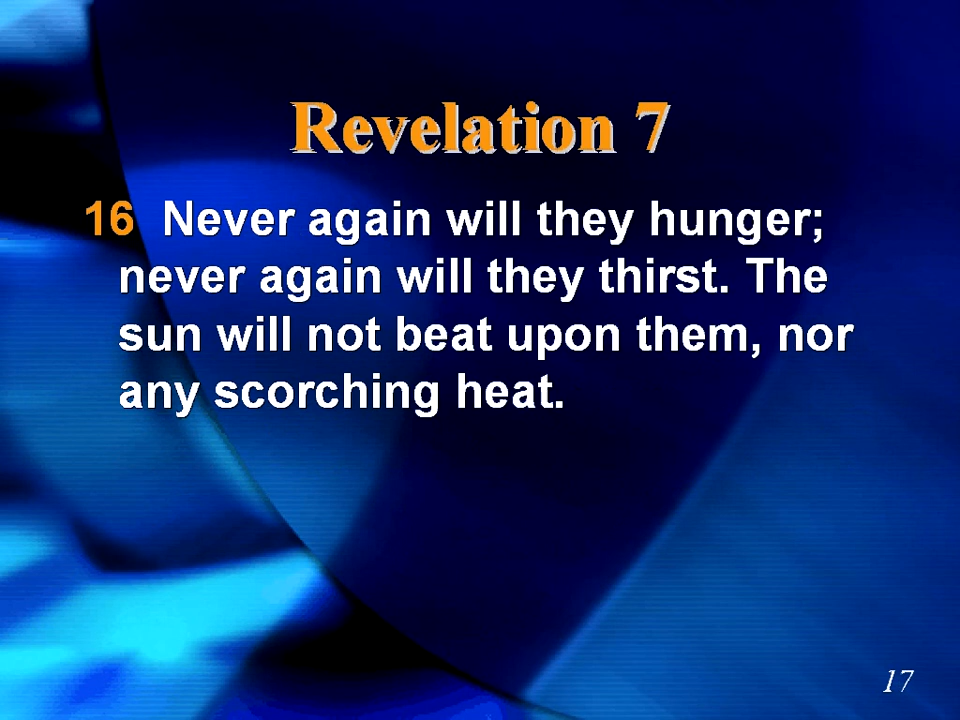 Revelation 7
16 Never again will they hunger;
never again will they thirst. The
sun will not beat upon them, nor
any scorching heat.
17